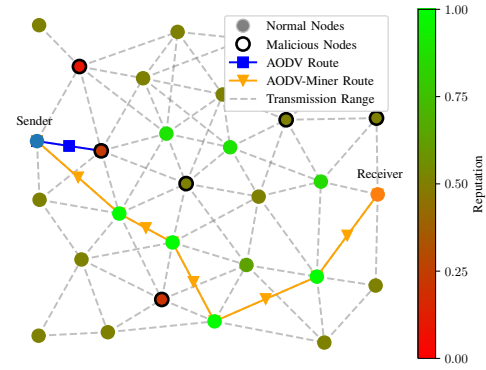 Normal Nodes
Malicious Nodes
AODV Route
AODV-Miner Route
Transmission Range
Sender
Receiver
1.00
0.75
0.50
0.25
0.00
Reputation